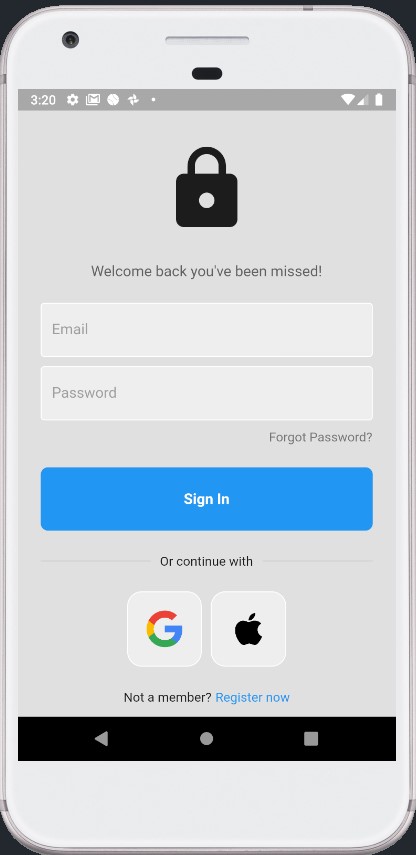 3:20
Welcome back you've been missed!
Email
Password
Forgot Password?
Sign In
Or continue with
G
Not a member? Register now